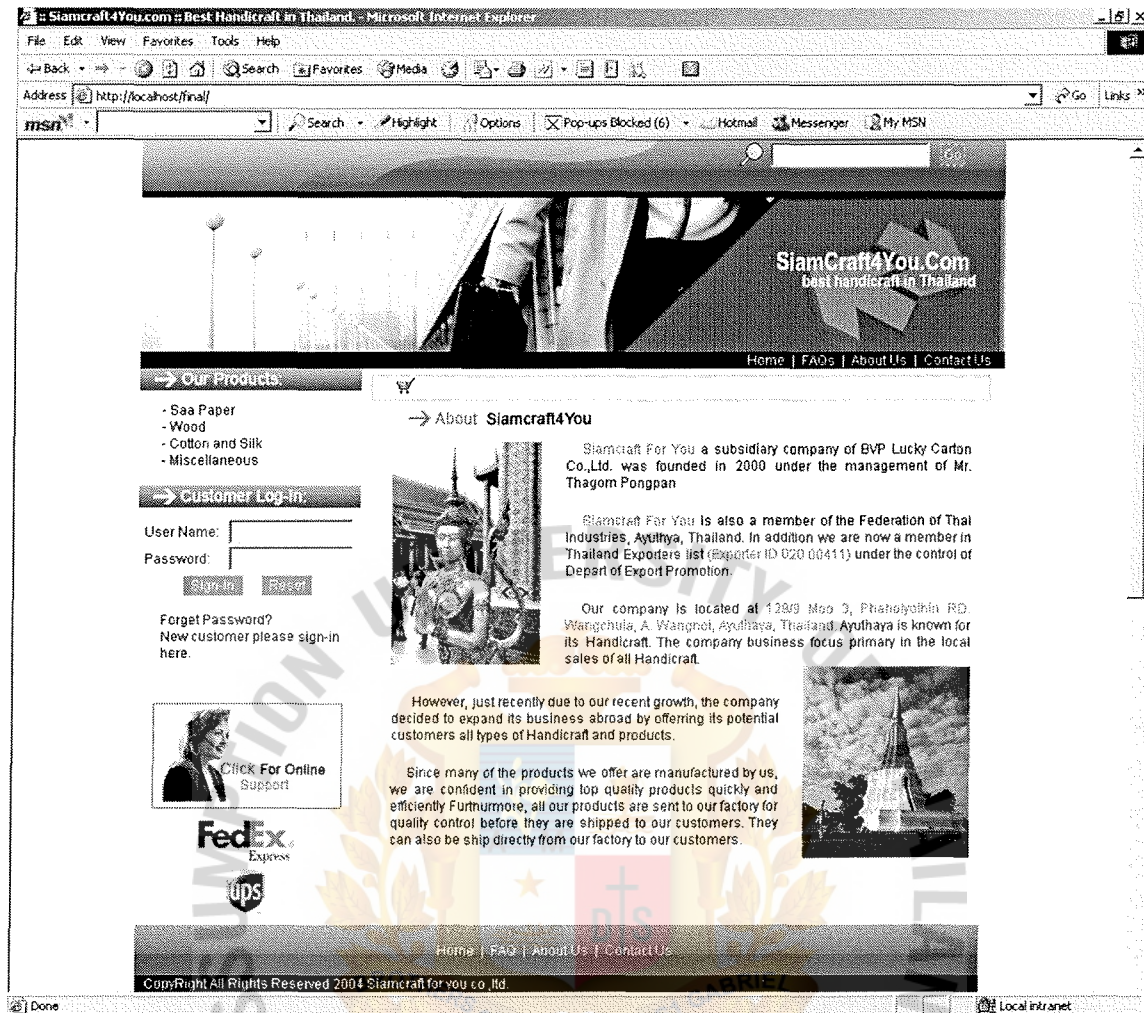 :: Siamcraft4You.com :: Best Handicraft in Thailand. - Microsoft Internet Explorer
File Edit View Favorites Tools Help
Back Search Favorites Media
Address http://localhost/final/ Go Links
msn Search Highlight Options Pop-ups Blocked (6) Hotmail Messenger My MSN
Go
SiamCraft4You.Com
best handicraft in Thailand
Home | FAQs | About Us | Contact Us
Our Products:
- Saa Paper
- Wood
- Cotton and Silk
- Miscellaneous
Customer Log-In:
User Name:
Password:
Sign-In Reset
Forget Password?
New customer please sign-in
here.
Click For Online
Support
FedEx
Express
ups
About Siamcraft4You
Siamcraft For You a subsidiary company of BVP Lucky Carton
Co.,Ltd. was founded in 2000 under the management of Mr.
Thagorn Pongpan
Siamcraft For You is also a member of the Federation of Thai
Industries, Ayuthya, Thailand. In addition we are now a member in
Thailand Exporters list (Exporter ID 020 00411) under the control of
Depart of Export Promotion.
Our company is located at 128/9 Moo 3, Phaholyolhin RD.
Wangchula, A. Wangnoi, Ayuthaya, Thailand. Ayuthaya is known for
its Handicraft. The company business focus primary in the local
sales of all Handicraft.
However, just recently due to our recent growth, the company
decided to expand its business abroad by offerring its potential
customers all types of Handicraft and products.
Since many of the products we offer are manufactured by us,
we are confident in providing top quality products quickly and
efficiently Furthurmore, all our products are sent to our factory for
quality control before they are shipped to our customers. They
can also be ship directly from our factory to our customers.
Home | FAQ | About Us | Contact Us
CopyRight All Rights Reserved 2004 Siamcraft for you co.,ltd.
Done Local intranet